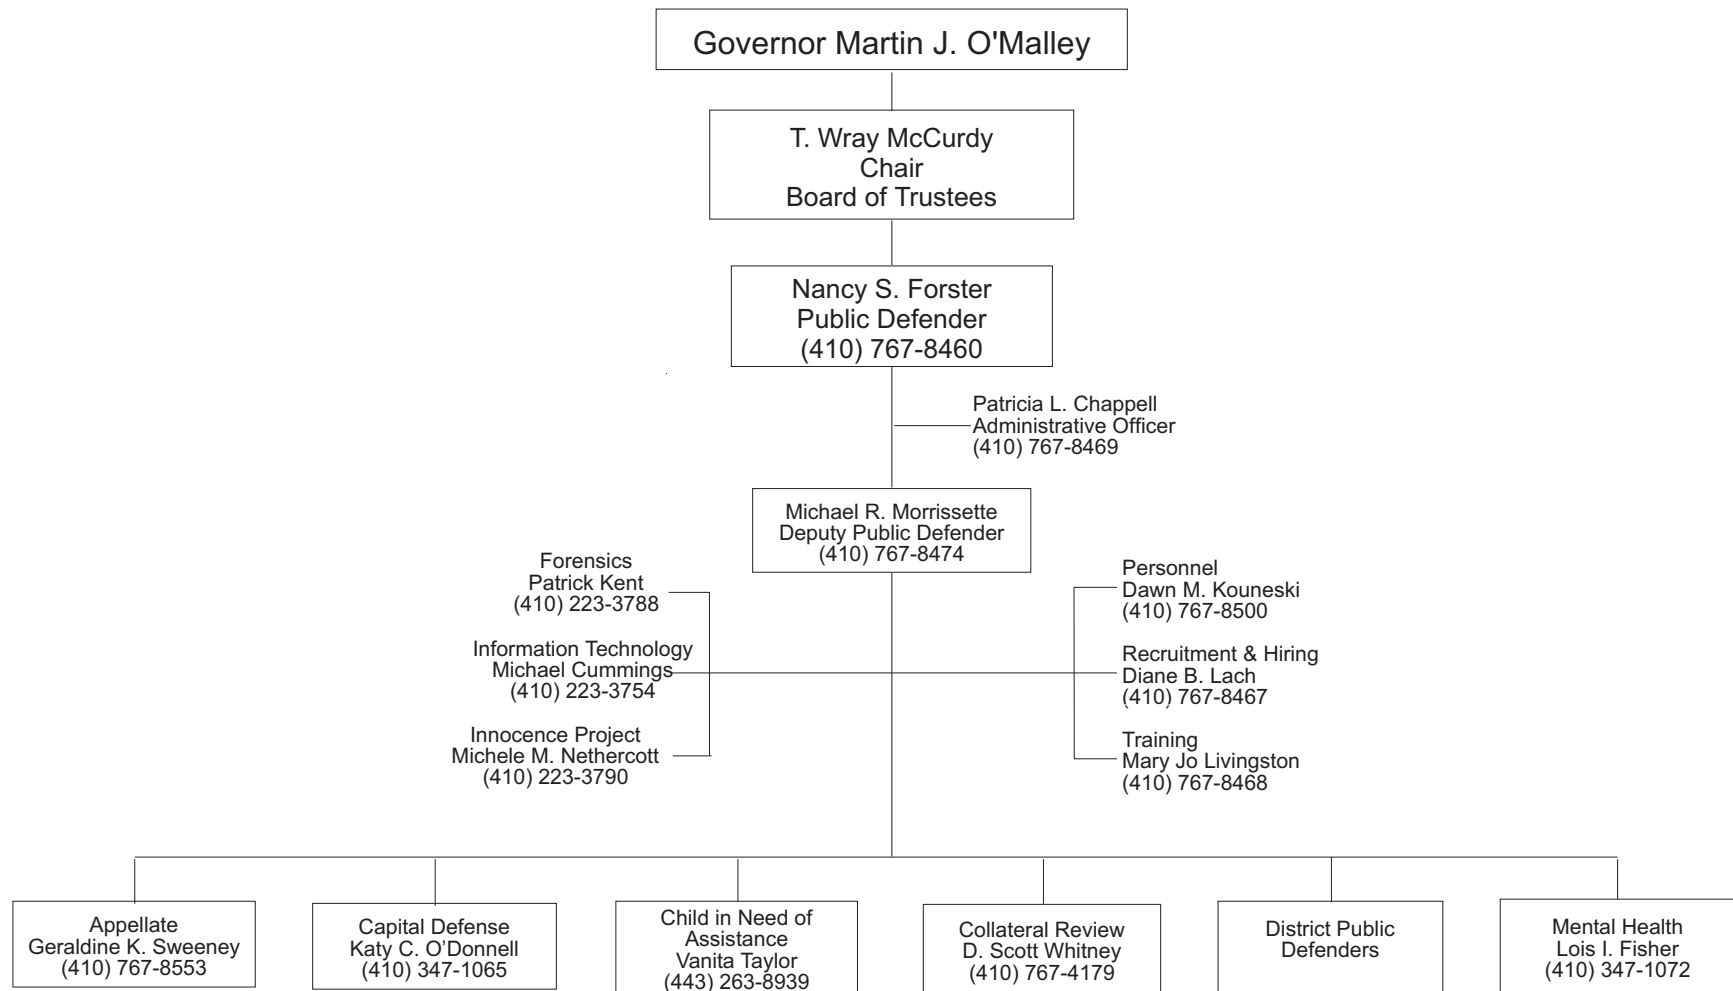 Governor Martin J. O'Malley
T. Wray McCurdy
Chair
Board of Trustees
Nancy S. Forster
Public Defender
(410) 767-8460
Patricia L. Chappell
Administrative Officer
(410) 767-8469
Michael R. Morrissette
Deputy Public Defender
(410) 767-8474
Forensics
Patrick Kent
(410) 223-3788
Information Technology
Michael Cummings
(410) 223-3754
Innocence Project
Michele M. Nethercott
(410) 223-3790
Personnel
Dawn M. Kouneski
(410) 767-8500
Recruitment & Hiring
Diane B. Lach
(410) 767-8467
Training
Mary Jo Livingston
(410) 767-8468
Appellate
Geraldine K. Sweeney
(410) 767-8553
Capital Defense
Katy C. O’Donnell
(410) 347-1065
Child in Need of
Assistance
Vanita Taylor
(443) 263-8939
Collateral Review
D. Scott Whitney
(410) 767-4179
District Public
Defenders
Mental Health
Lois I. Fisher
(410) 347-1072